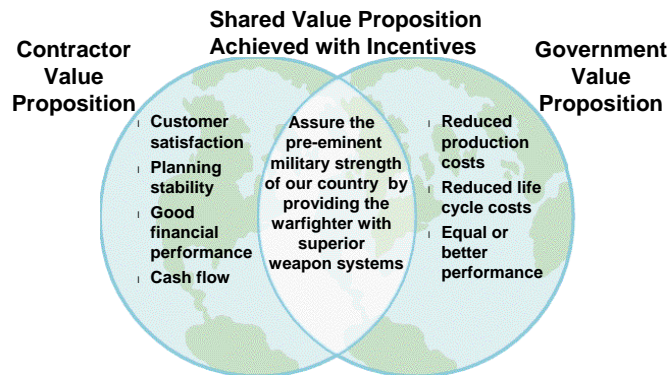 Shared Value Proposition
Achieved with Incentives
Contractor
Value
Proposition
Government
Value
Proposition
Customer
satisfaction
Planning
stability
Good
financial
performance
Cash flow
Assure the
pre-eminent
military strength
of our country by
providing the
warfighter with
superior
weapon systems
Reduced
production
costs
Reduced life
cycle costs
Equal or
better
performance